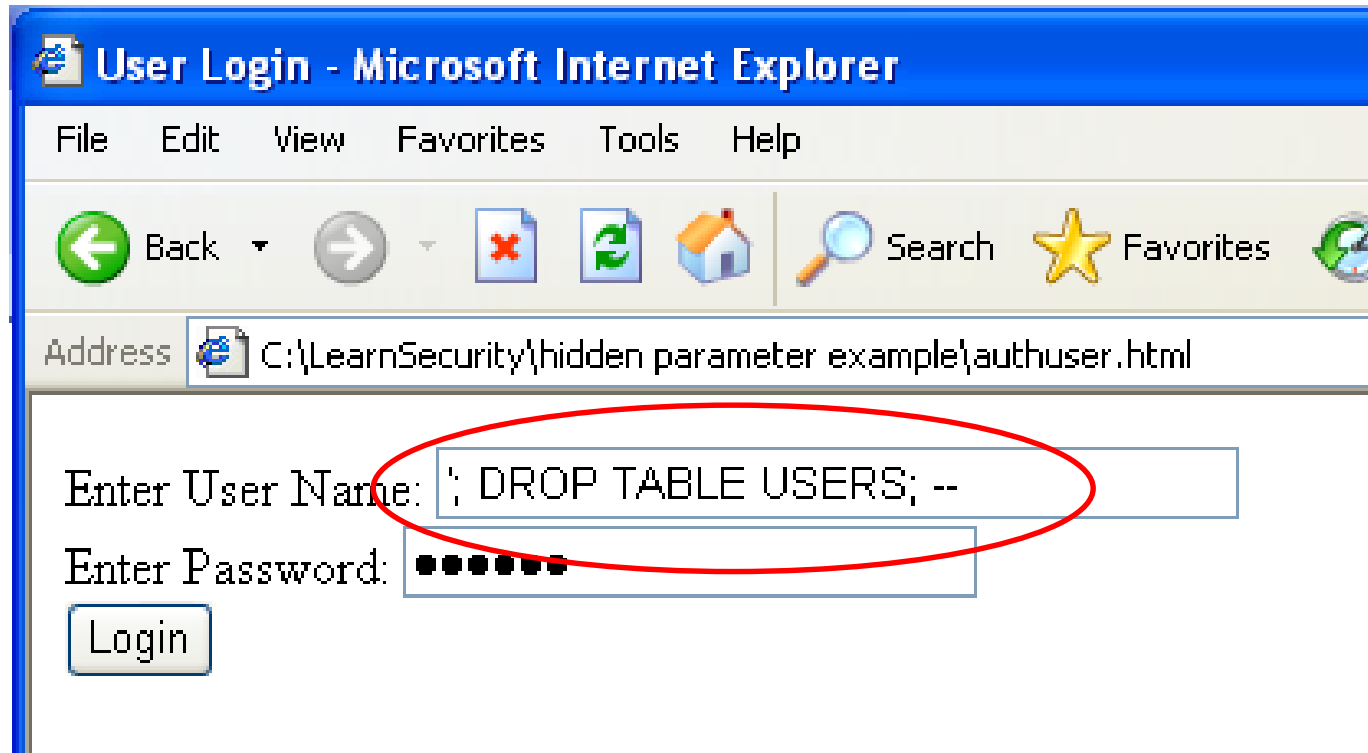 User Login - Microsoft Internet Explorer
File Edit View Favorites Tools Help
Back Search Favorites
Address C:\LearnSecurity\hidden parameter example\authuser.html
Enter User Name: '; DROP TABLE USERS; --
Enter Password: ●●●●●●
Login